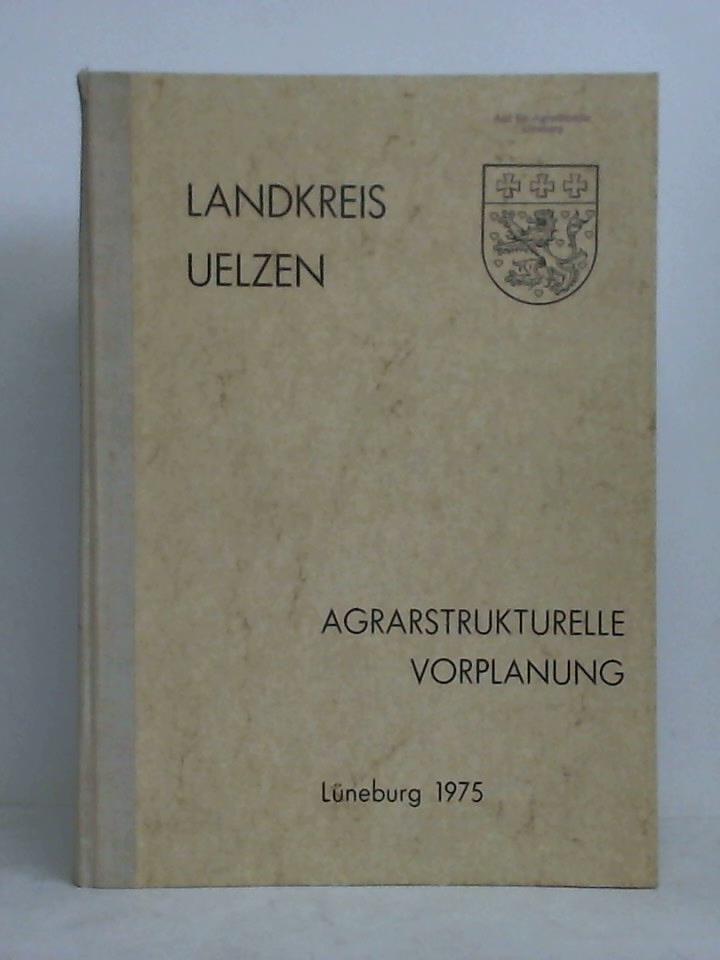 LANDKREIS
UELZEN
AGRARSTRUKTURELLE
VORPLANUNG
Lüneburg 1975